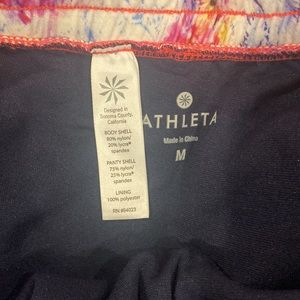 Designed in
Sonoma County,
California
BODY SHELL
80% nylon/
20% lycra®
spandex
PANTY SHELL
75% nylon/
25% lycra®
spandex
LINING
100% polyester
RN #54023
ATHLETA
Made in China
M